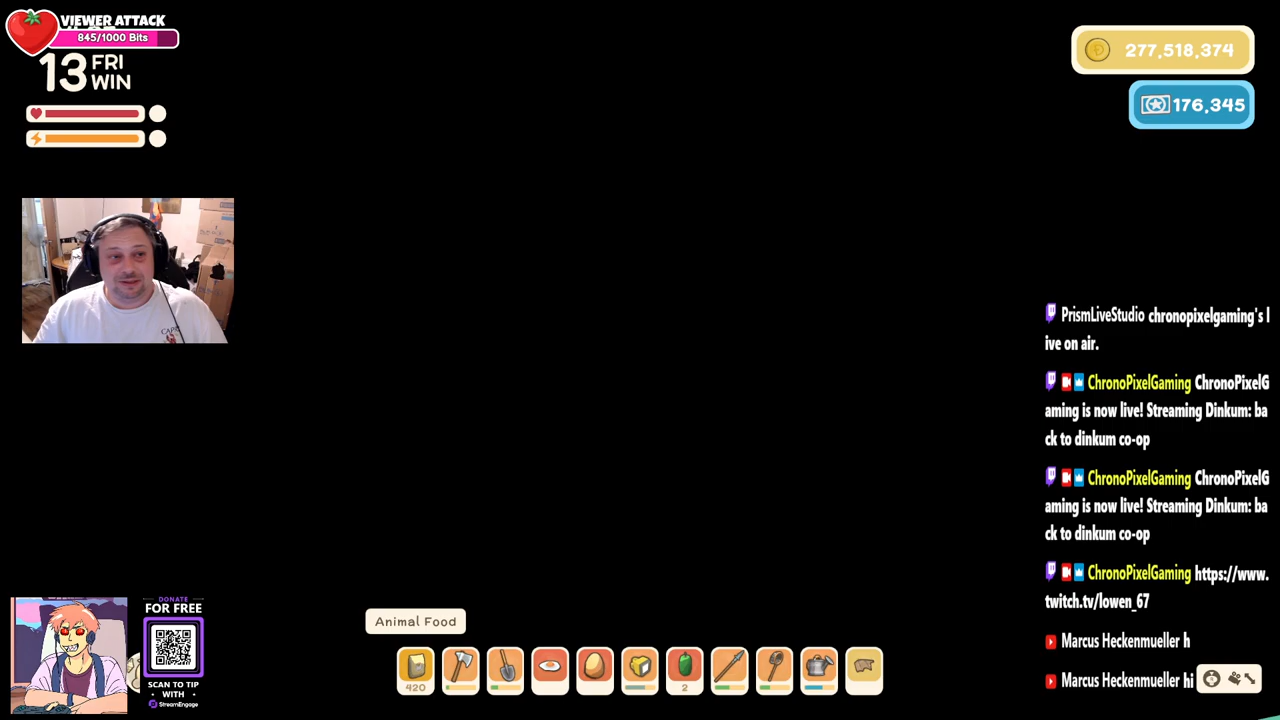 VIEWER ATTACK
845/1000 Bits
13 FRI
WIN
277,518,374
176,345
PrismLiveStudio chronopixelgaming's l
ive on air.
ChronoPixelGaming ChronoPixelG
aming is now live! Streaming Dinkum: ba
ck to dinkum co-op
ChronoPixelGaming ChronoPixelG
aming is now live! Streaming Dinkum: ba
ck to dinkum co-op
ChronoPixelGaming https://www.
twitch.tv/lowen_67
Marcus Heckenmueller h
Marcus Heckenmueller hi
DONATE
FOR FREE
SCAN TO TIP
WITH
StreamEngage
Animal Food
420
2